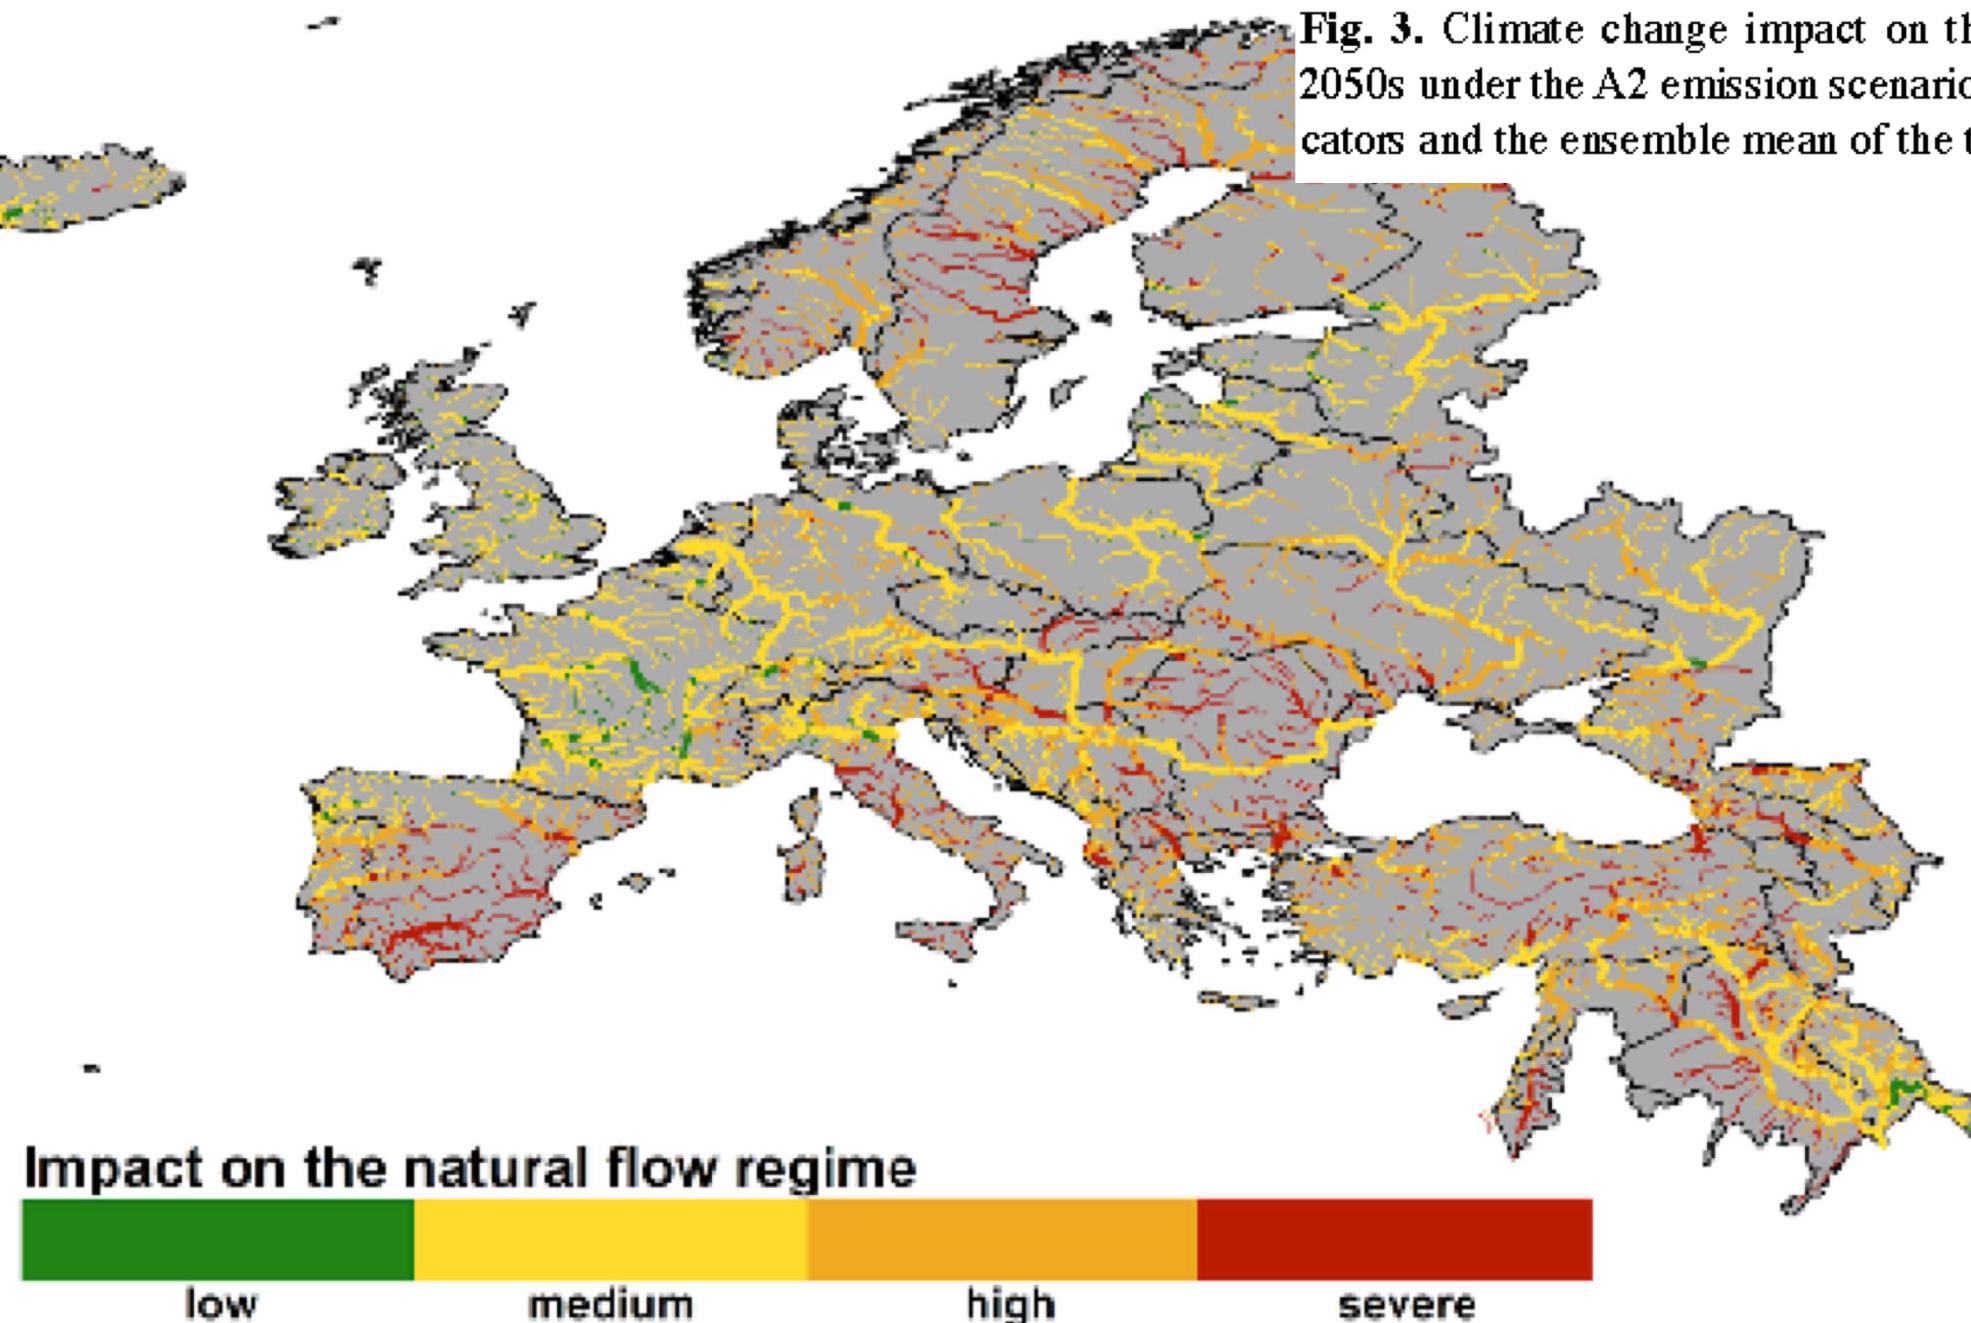 Fig. 3. Climate change impact on th
2050s under the A2 emission scenario
cators and the ensemble mean of the t
Impact on the natural flow regime
low medium high severe